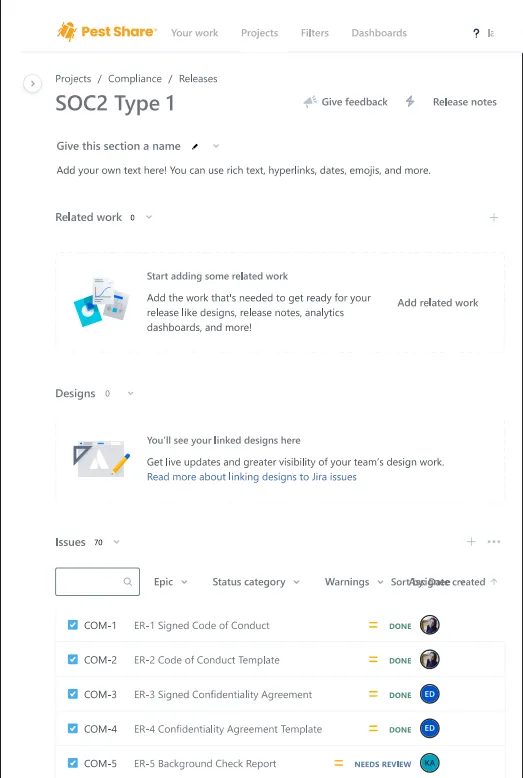 Pest Share
Your work
Projects
Filters
Dashboards
?
Projects / Compliance / Releases
SOC2 Type 1
Give feedback
Release notes
Give this section a name
Add your own text here! You can use rich text, hyperlinks, dates, emojis, and more.
Related work 0
Start adding some related work
Add the work that's needed to get ready for your
release like designs, release notes, analytics
dashboards, and more!
Add related work
Designs 0
You'll see your linked designs here
Get live updates and greater visibility of your team's design work.
Read more about linking designs to Jira issues
Issues 70
Epic
Status category
Warnings
Assignee
Sort by: Date created
COM-1 ER-1 Signed Code of Conduct DONE
COM-2 ER-2 Code of Conduct Template DONE
COM-3 ER-3 Signed Confidentiality Agreement DONE ED
COM-4 ER-4 Confidentiality Agreement Template DONE ED
COM-5 ER-5 Background Check Report NEEDS REVIEW KA